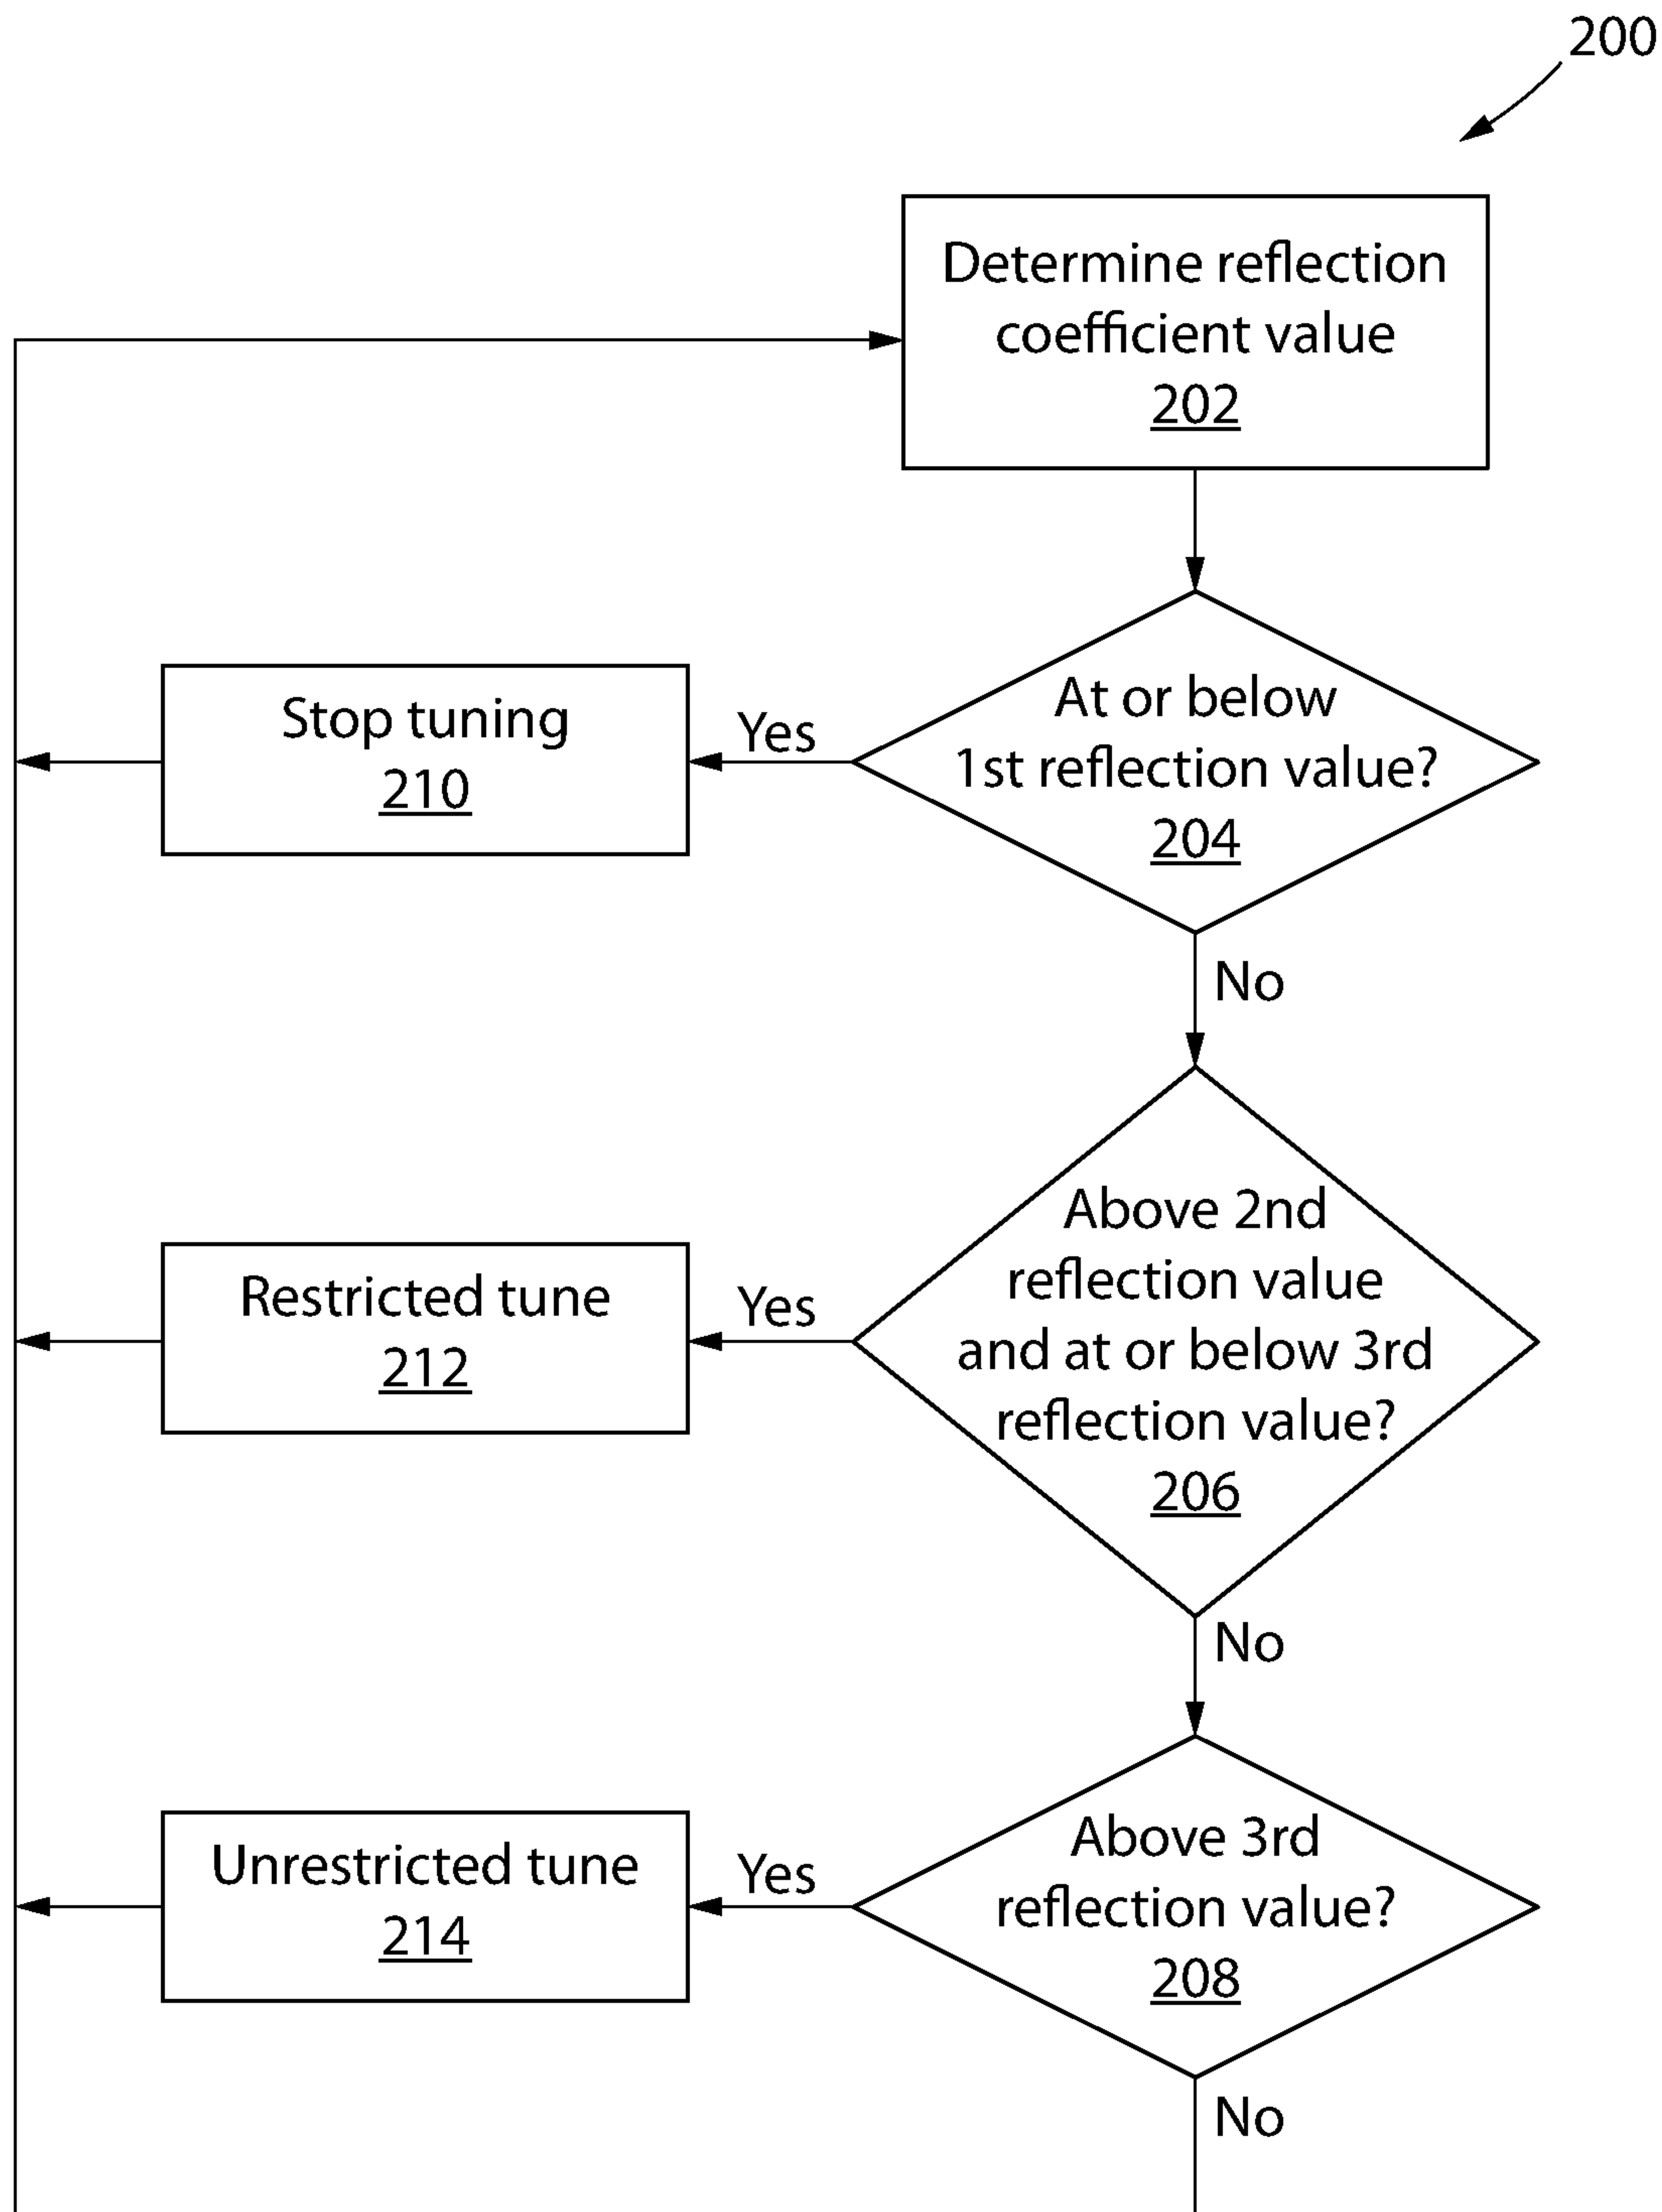 200
Determine reflection
coefficient value
202
At or below
1st reflection value?
204
Yes
Stop tuning
210
No
Above 2nd
reflection value
and at or below 3rd
reflection value?
206
Yes
Restricted tune
212
No
Above 3rd
reflection value?
208
Yes
Unrestricted tune
214
No